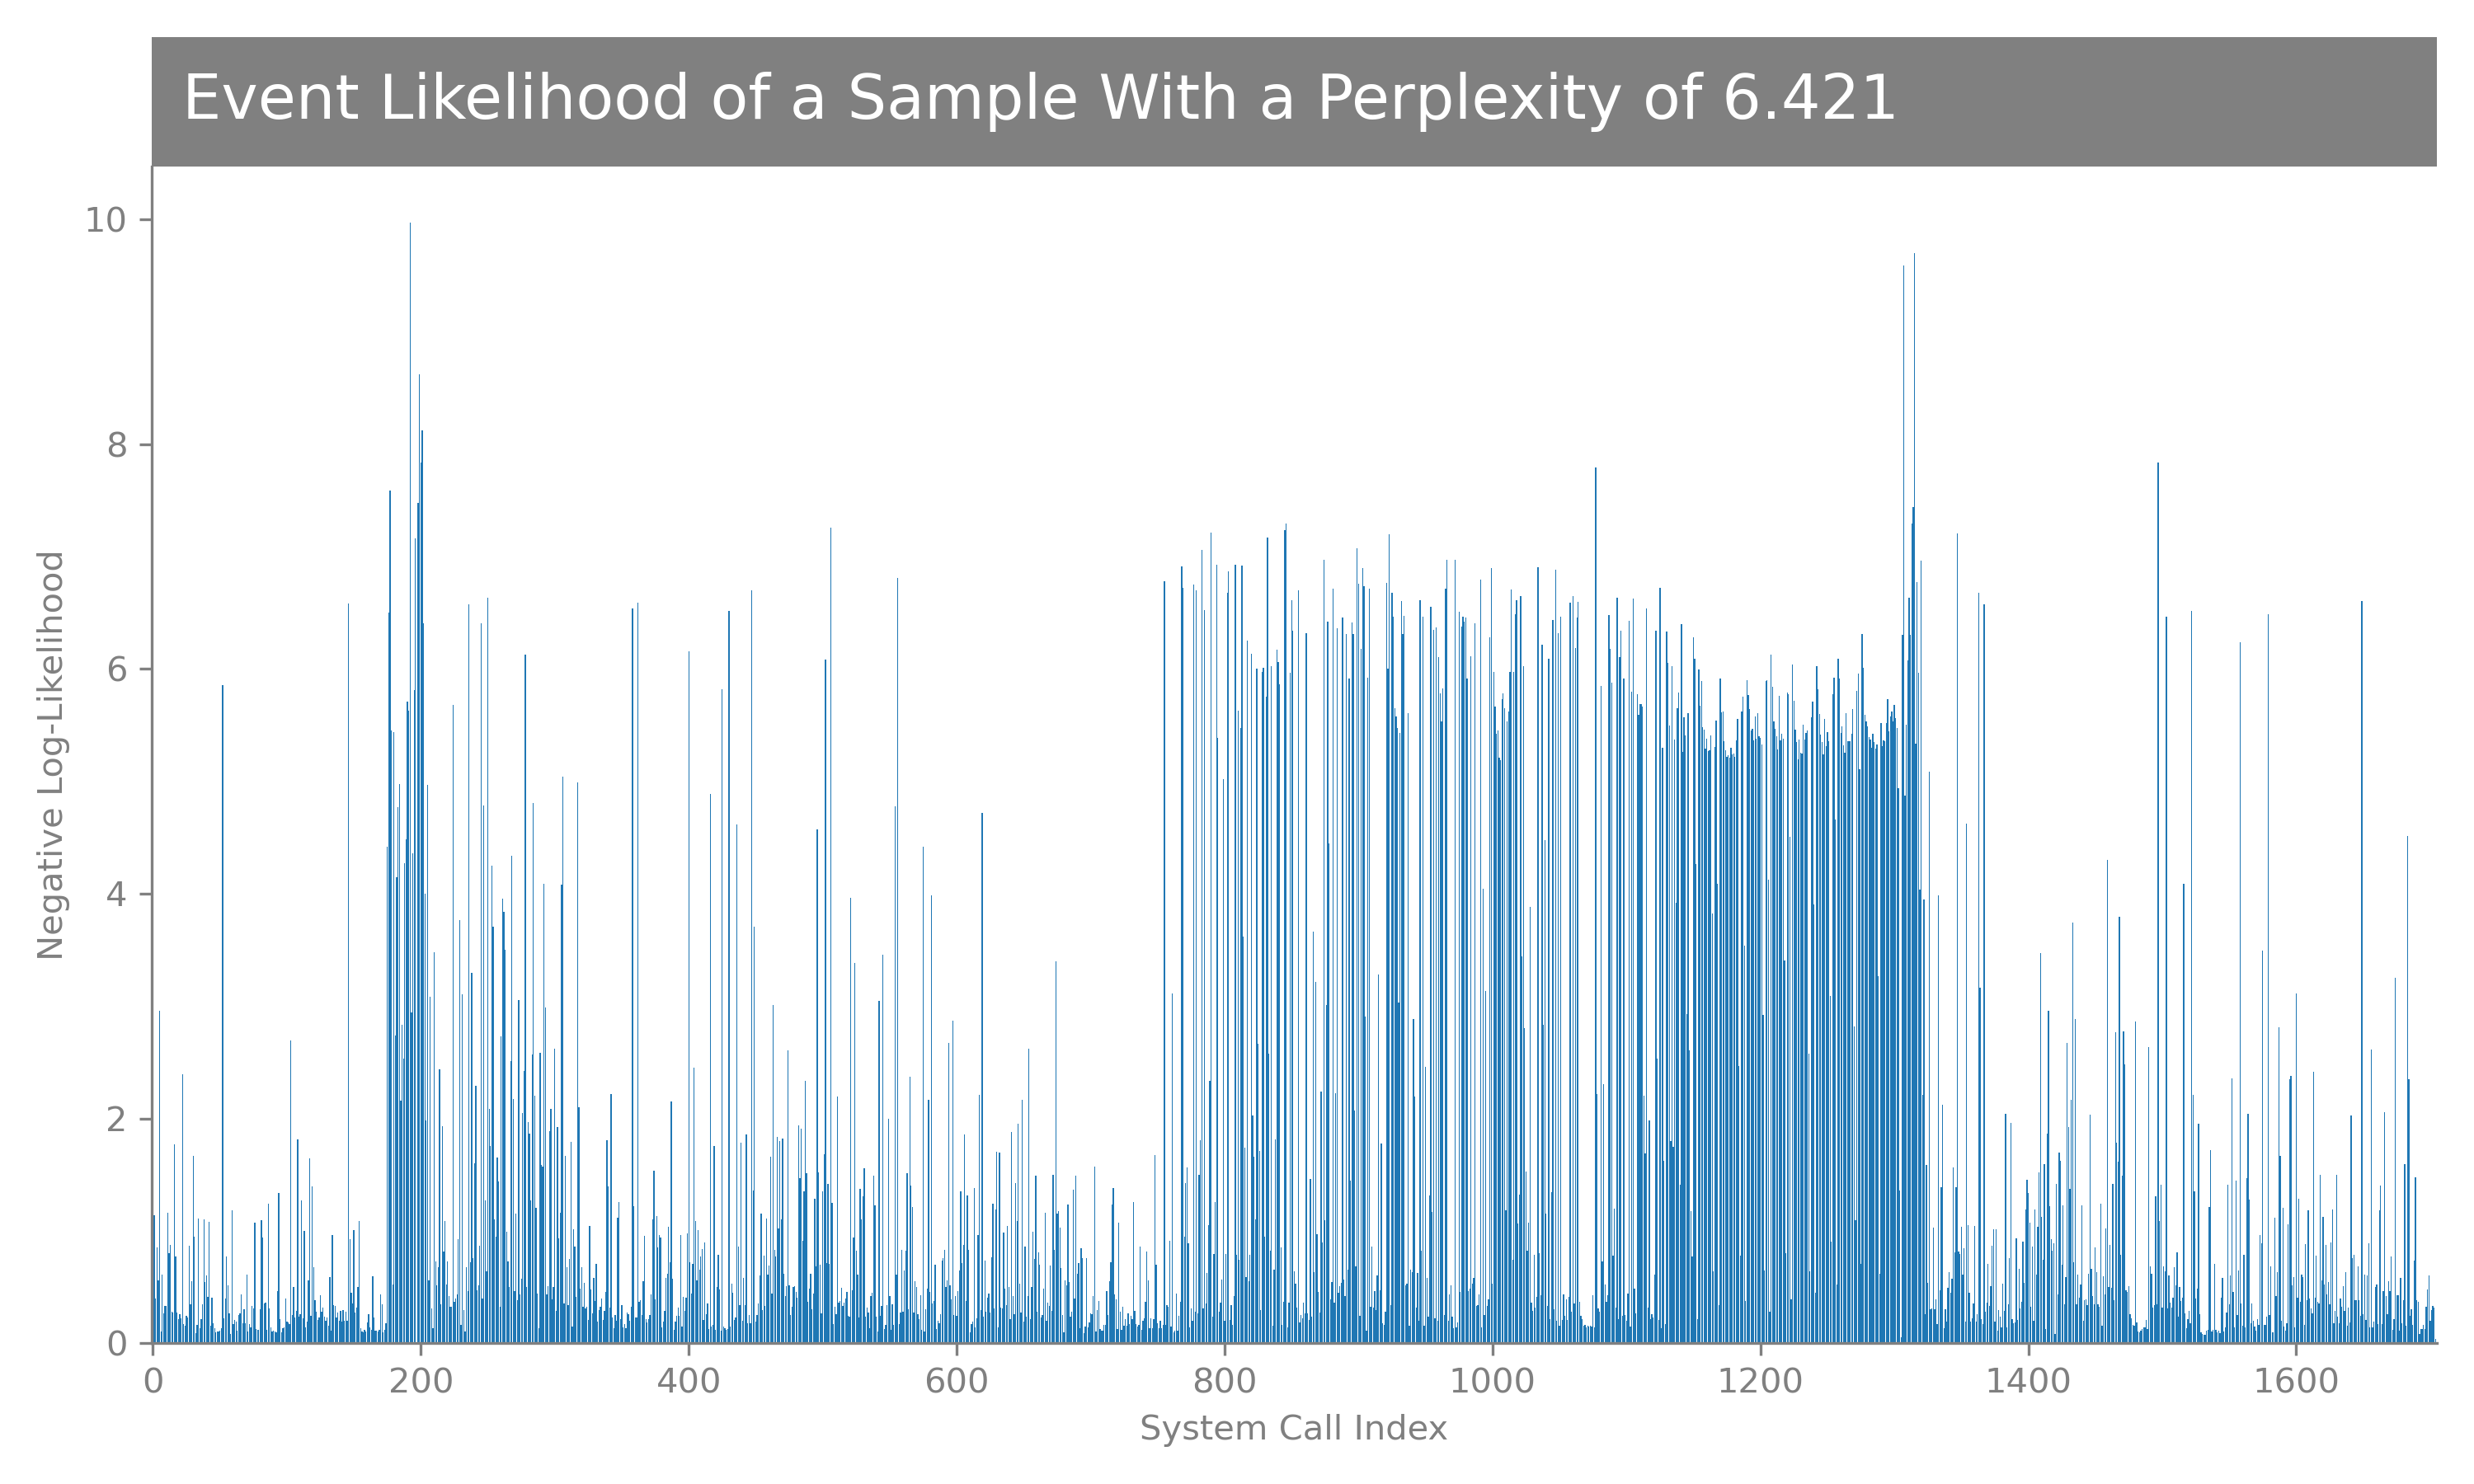 Event Likelihood of a Sample With a Perplexity of 6.421
10
8
6
4
2
0
Negative Log-Likelihood
0 200 400 600 800 1000 1200 1400 1600
System Call Index